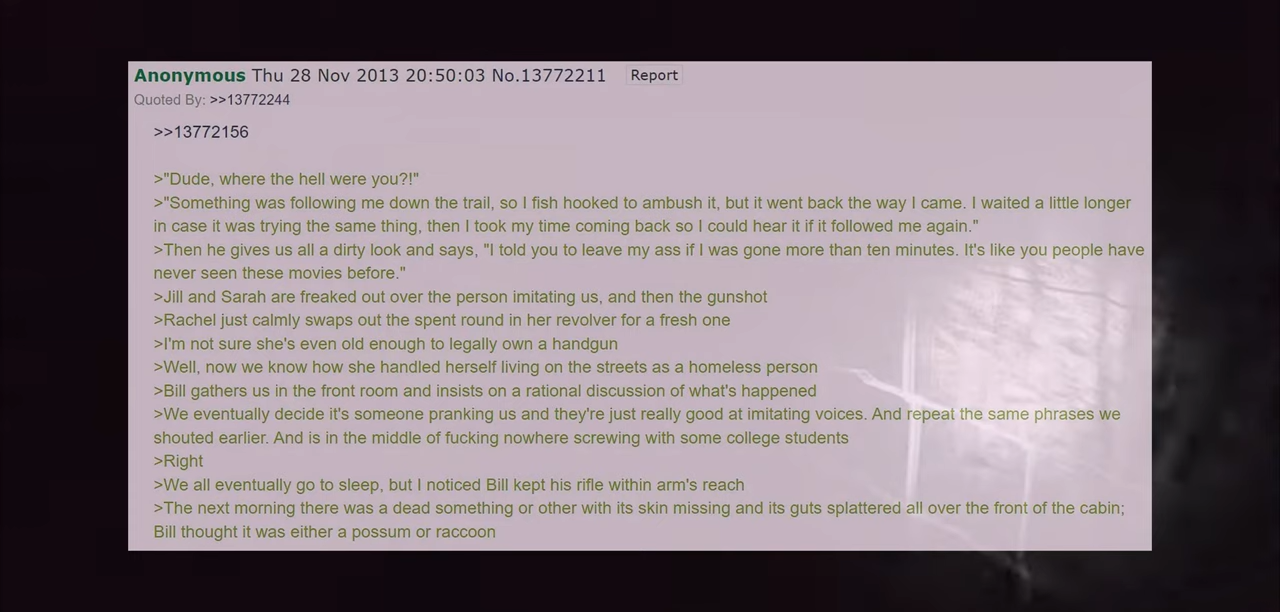 Anonymous Thu 28 Nov 2013 20:50:03 No.13772211 Report
Quoted By: >>13772244
>>13772156
>"Dude, where the hell were you?!"
>"Something was following me down the trail, so I fish hooked to ambush it, but it went back the way I came. I waited a little longer
in case it was trying the same thing, then I took my time coming back so I could hear it if it followed me again."
>Then he gives us all a dirty look and says, "I told you to leave my ass if I was gone more than ten minutes. It's like you people have
never seen these movies before."
>Jill and Sarah are freaked out over the person imitating us, and then the gunshot
>Rachel just calmly swaps out the spent round in her revolver for a fresh one
>I'm not sure she's even old enough to legally own a handgun
>Well, now we know how she handled herself living on the streets as a homeless person
>Bill gathers us in the front room and insists on a rational discussion of what's happened
>We eventually decide it's someone pranking us and they're just really good at imitating voices. And repeat the same phrases we
shouted earlier. And is in the middle of fucking nowhere screwing with some college students
>Right
>We all eventually go to sleep, but I noticed Bill kept his rifle within arm's reach
>The next morning there was a dead something or other with its skin missing and its guts splattered all over the front of the cabin;
Bill thought it was either a possum or raccoon